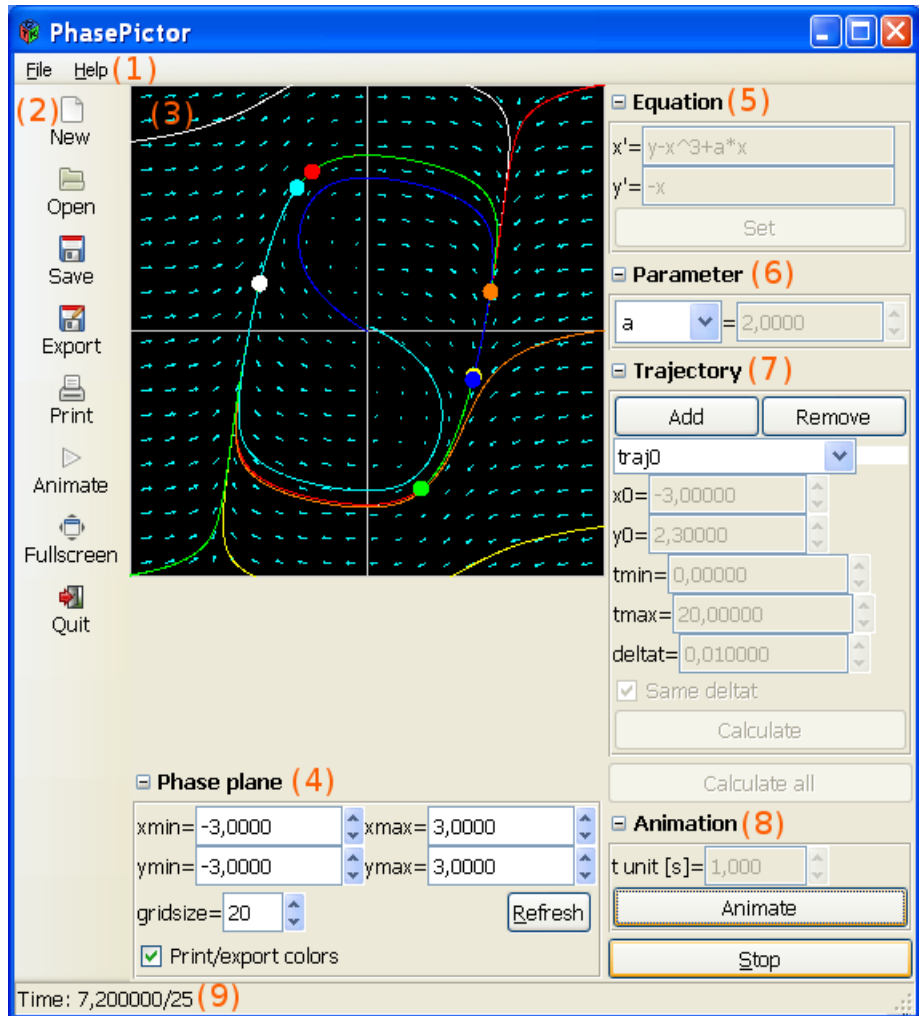 PhasePictor
File Help (1)
(2)
New
Open
Save
Export
Print
Animate
Fullscreen
Quit
(3)
Phase plane (4)
xmin= -3,0000 xmax= 3,0000
ymin= -3,0000 ymax= 3,0000
gridsize= 20 Refresh
Print/export colors
Equation (5)
x'= y-x^3+a*x
y'= -x
Set
Parameter (6)
a = 2,0000
Trajectory (7)
Add Remove
traj0
x0= -3,00000
y0= 2,30000
tmin= 0,00000
tmax= 20,00000
deltat= 0,010000
Same deltat
Calculate
Calculate all
Animation (8)
t unit [s]= 1,000
Animate
Stop
Time: 7,200000/25 (9)